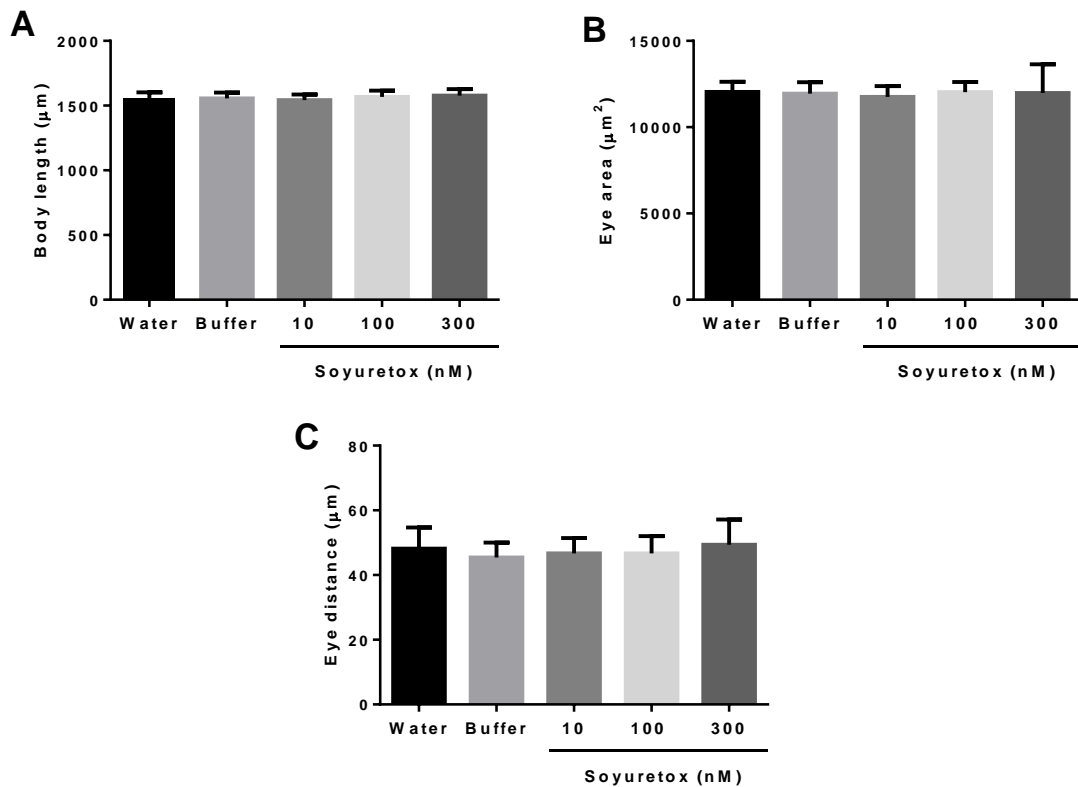 A
Body length (μm)
2000
1500
1000
500
0
Water Buffer 10 100 300
Soyuretox (nM)
B
Eye area (μm²)
15000
10000
5000
0
Water Buffer 10 100 300
Soyuretox (nM)
C
Eye distance (μm)
80
60
40
20
0
Water Buffer 10 100 300
Soyuretox (nM)